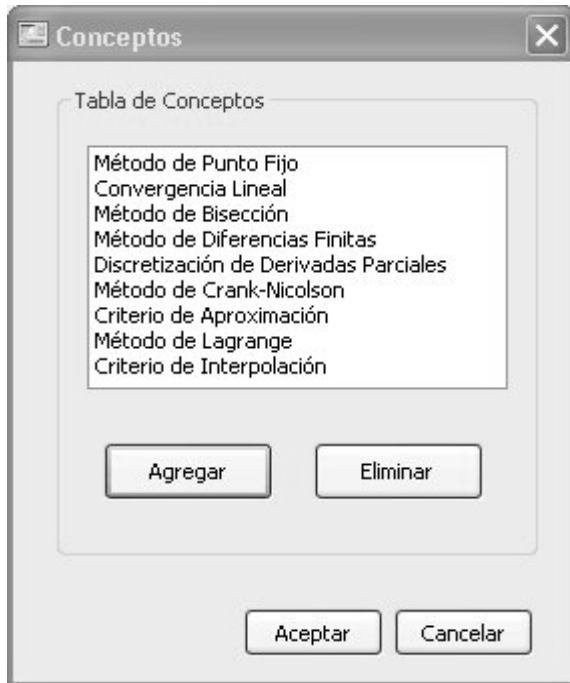 Conceptos
Tabla de Conceptos
Método de Punto Fijo
Convergencia Lineal
Método de Bisección
Método de Diferencias Finitas
Discretización de Derivadas Parciales
Método de Crank-Nicolson
Criterio de Aproximación
Método de Lagrange
Criterio de Interpolación
Agregar Eliminar
Aceptar Cancelar